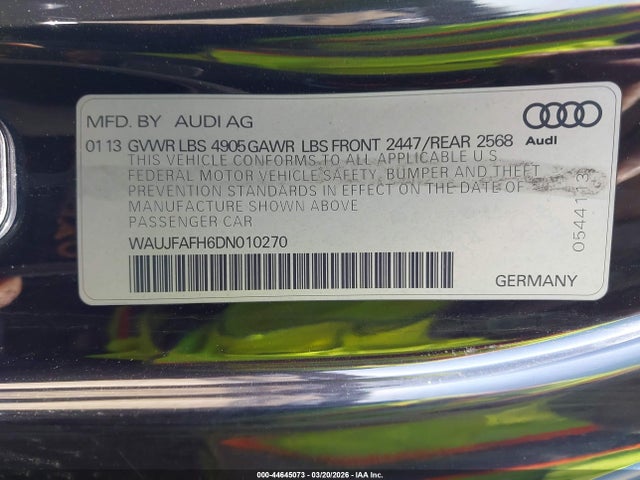 MFD. BY AUDI AG
Audi
01 13 GVWR LBS 4905 GAWR LBS FRONT 2447/REAR 2568
THIS VEHICLE CONFORMS TO ALL APPLICABLE U S
FEDERAL MOTOR VEHICLE SAFETY, BUMPER AND THEFT
PREVENTION STANDARDS IN EFFECT ON THE DATE OF
MANUFACTURE SHOWN ABOVE
PASSENGER CAR
WAUJFAFH6DN010270
GERMANY
000-44645073 - 03/20/2026 - IAA Inc.